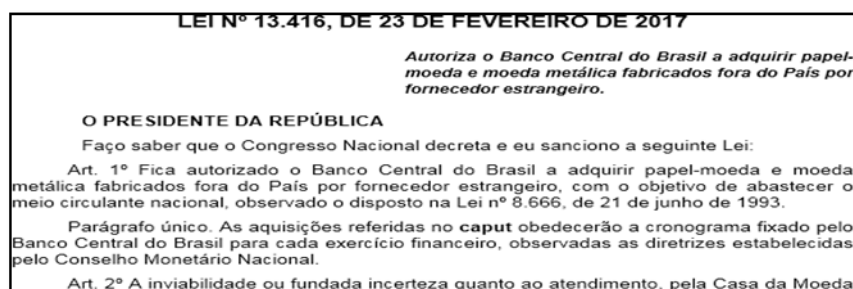 LEI Nº 13.416, DE 23 DE FEVEREIRO DE 2017
Autoriza o Banco Central do Brasil a adquirir papel-
moeda e moeda metálica fabricados fora do País por
fornecedor estrangeiro.
O PRESIDENTE DA REPÚBLICA
Faço saber que o Congresso Nacional decreta e eu sanciono a seguinte Lei:
Art. 1º Fica autorizado o Banco Central do Brasil a adquirir papel-moeda e moeda
metálica fabricados fora do País por fornecedor estrangeiro, com o objetivo de abastecer o
meio circulante nacional, observado o disposto na Lei nº 8.666, de 21 de junho de 1993.
Parágrafo único. As aquisições referidas no caput obedecerão a cronograma fixado pelo
Banco Central do Brasil para cada exercício financeiro, observadas as diretrizes estabelecidas
pelo Conselho Monetário Nacional.
Art. 2º A inviabilidade ou fundada incerteza quanto ao atendimento, pela Casa da Moeda